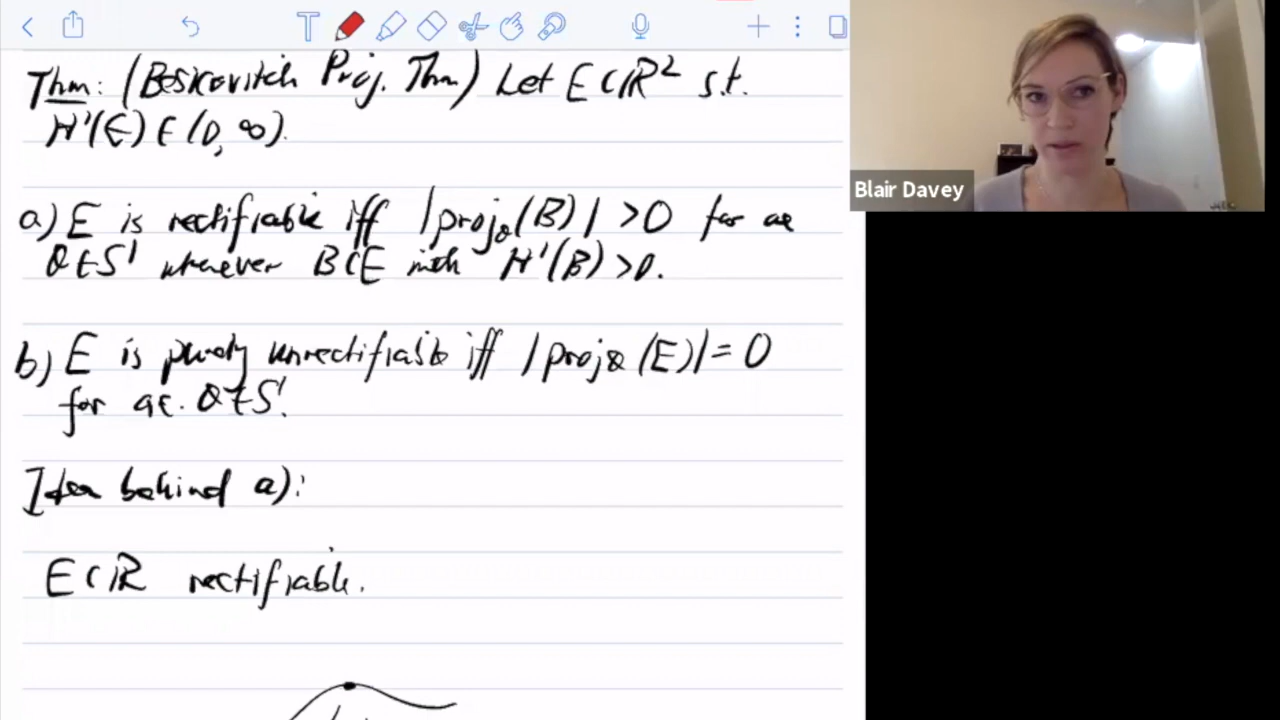 Thm: (Besicovitch Proj. Thm) Let E⊂ℝ² s.t.
H¹(E) ∈ (0, ∞).
a) E is rectifiable iff |proj_θ(B)| > 0 for ae
θ∈S¹ whenever B⊂E with H¹(B) > 0.
b) E is purely unrectifiable iff |proj_θ(E)| = 0
for ae. θ∈S¹.
Idea behind a):
E⊂ℝ rectifiable.
T
Blair Davey